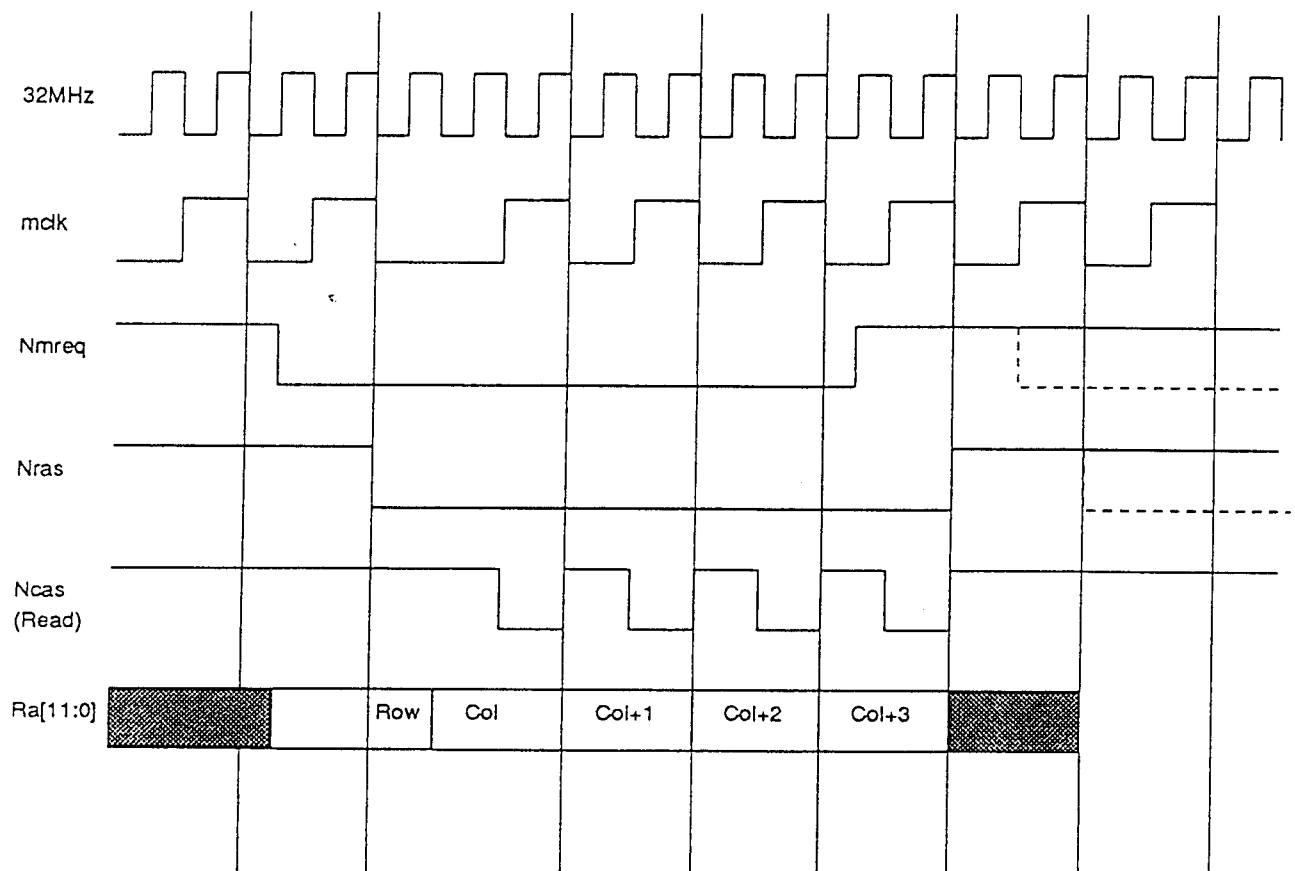 32MHz
mclk
Nmreq
Nras
Ncas
(Read)
Ra[11:0]
Row
Col
Col+1
Col+2
Col+3